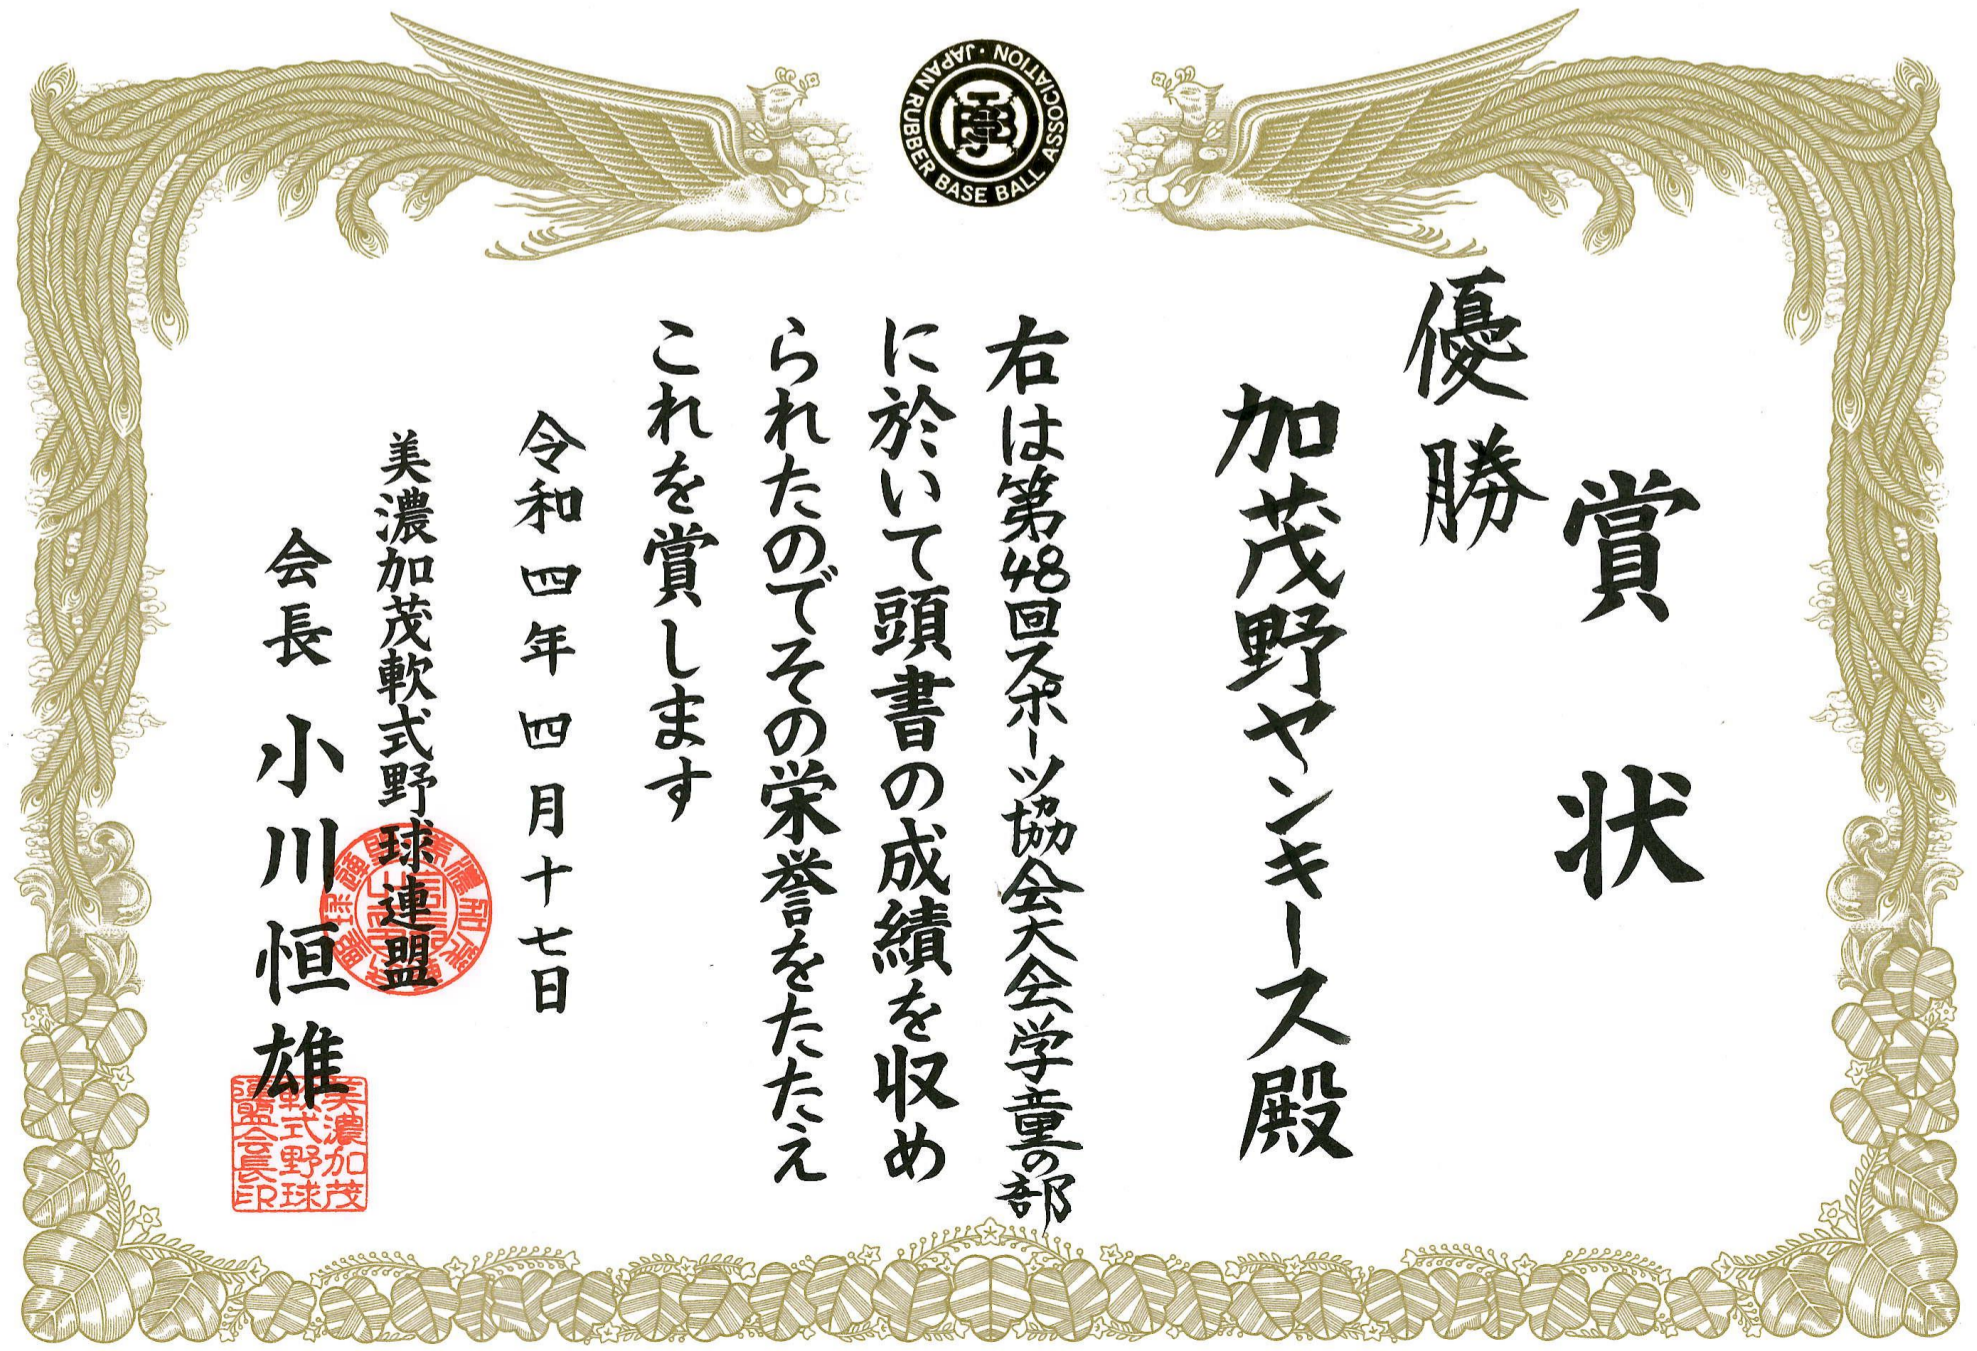 JAPAN RUBBER BASE BALL ASSOCIATION
賞状
優勝
加茂野ヤンキース殿
右は第48回スポーツ協会大会学童の部
に於いて頭書の成績を収め
られたのでその栄誉をたたえ
これを賞します
令和四年四月十七日
美濃加茂軟式野球連盟
会長 小川恒雄
美濃加茂
軟式野球
連盟会長印